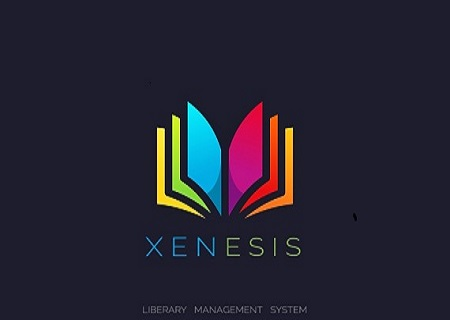 XENESIS
LIBERARY MANAGEMENT SYSTEM